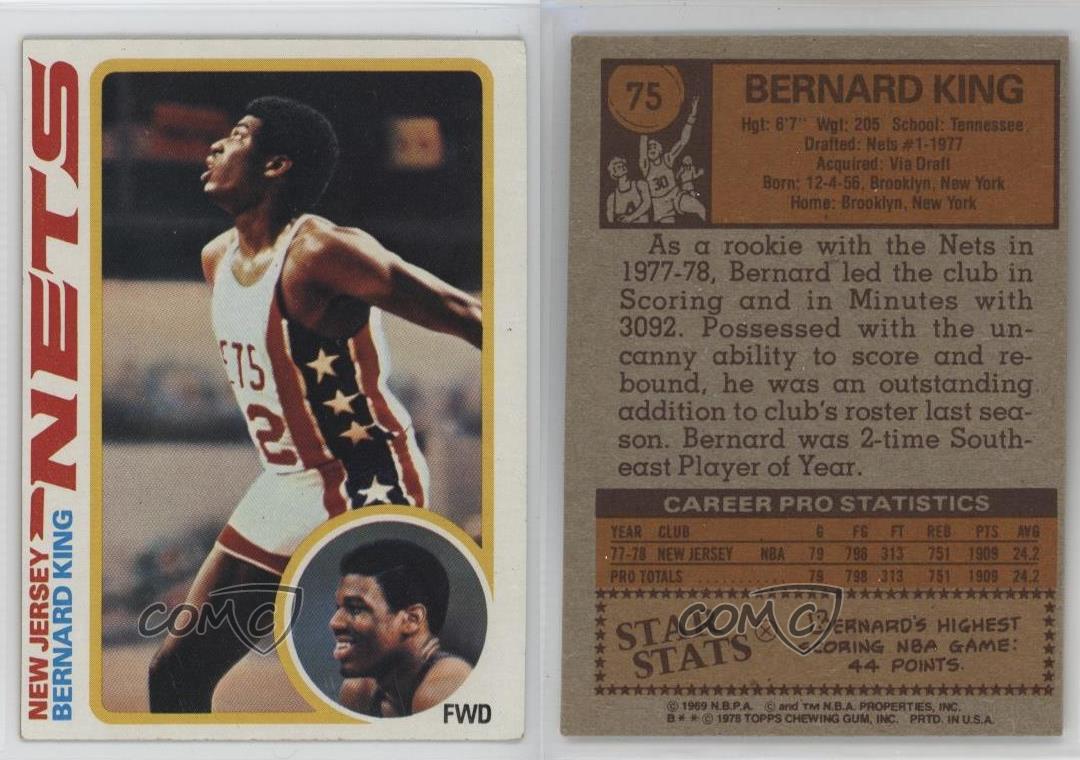 NEW JERSEY NETS
BERNARD KING
ETS
2
FWD
COMC
75
BERNARD KING
Hgt: 6'7" Wgt: 205 School: Tennessee
Drafted: Nets #1-1977
Acquired: Via Draft
Born: 12-4-56, Brooklyn, New York
Home: Brooklyn, New York
30
As a rookie with the Nets in
1977-78, Bernard led the club in
Scoring and in Minutes with
3092. Possessed with the un-
canny ability to score and re-
bound, he was an outstanding
addition to club's roster last sea-
son. Bernard was 2-time South-
east Player of Year.
CAREER PRO STATISTICS
YEAR CLUB G FG FT REB PTS AVG
77-78 NEW JERSEY NBA 79 798 313 751 1909 24.2
PRO TOTALS 79 798 313 751 1909 24.2
STAR STATS
BERNARD'S HIGHEST
SCORING NBA GAME:
44 POINTS.
COMC
© 1969 N.B.P.A. © and TM N.B.A. PROPERTIES, INC.
B * * © 1978 TOPPS CHEWING GUM, INC. PRTD. IN U.S.A.